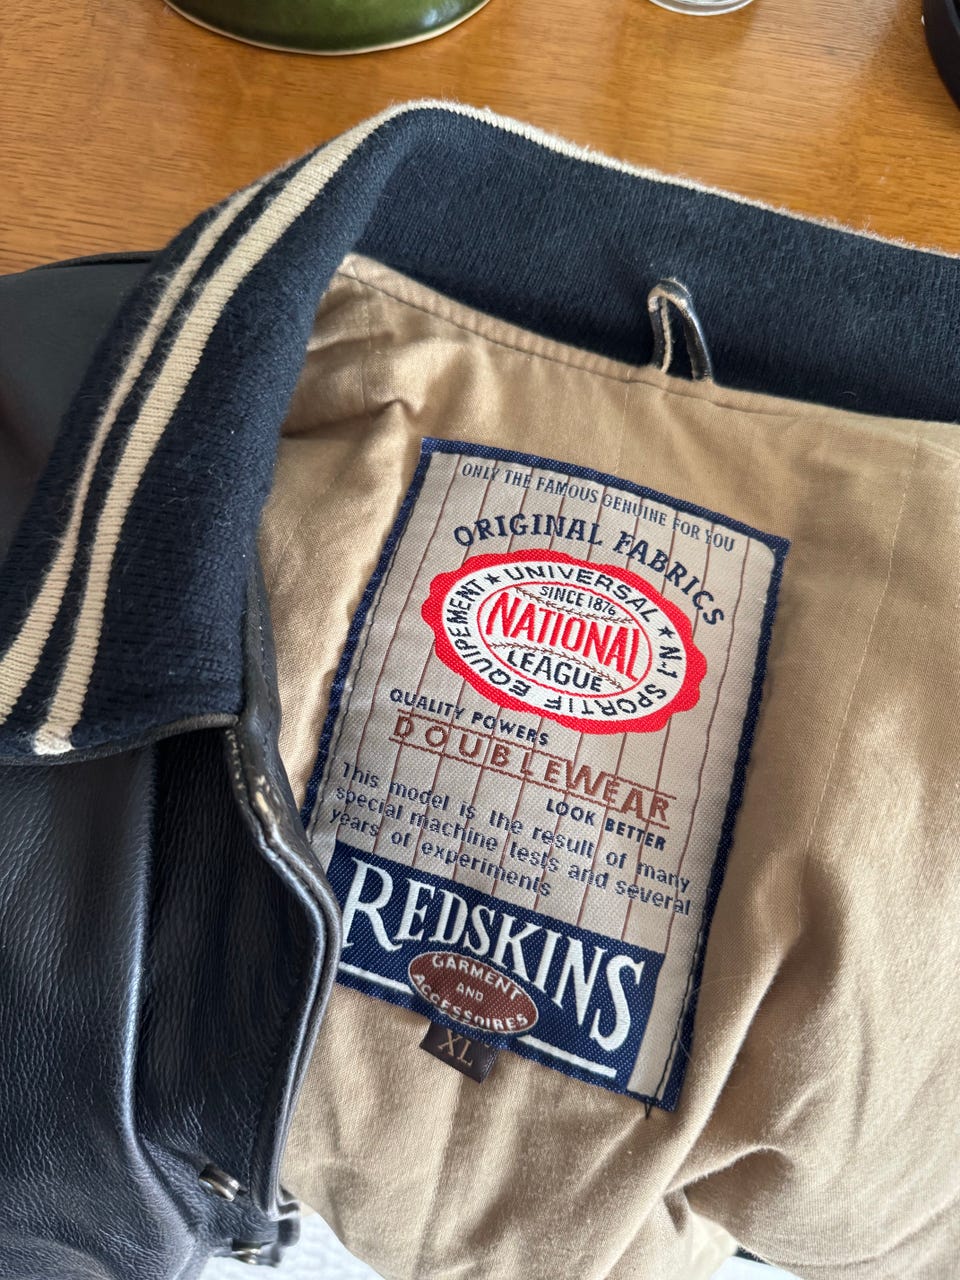 ONLY THE FAMOUS GENUINE FOR YOU
ORIGINAL FABRICS
★ UNIVERSAL ★ N.1 SPORTIF EQUIPEMENT
SINCE 1876
NATIONAL
LEAGUE
QUALITY POWERS
DOUBLEWEAR
LOOK BETTER
This model is the result of many
special machine tests and several
years of experiments
REDSKINS
GARMENT
AND
ACCESSOIRES
XL